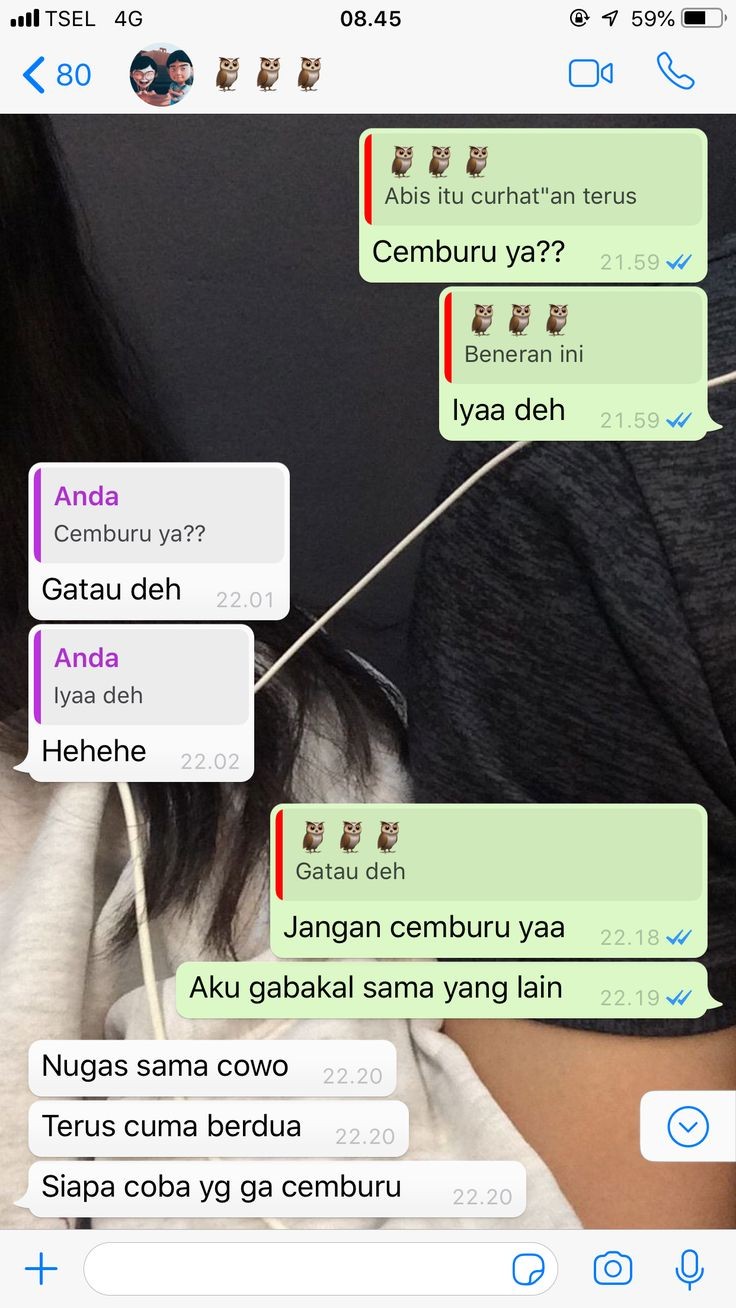 TSEL 4G 08.45 59%
80 🦉 🦉 🦉
🦉 🦉 🦉
Abis itu curhat"an terus
Cemburu ya?? 21.59
🦉 🦉 🦉
Beneran ini
Iyaa deh 21.59
Anda
Cemburu ya??
Gatau deh 22.01
Anda
Iyaa deh
Hehehe 22.02
🦉 🦉 🦉
Gatau deh
Jangan cemburu yaa 22.18
Aku gabakal sama yang lain 22.19
Nugas sama cowo 22.20
Terus cuma berdua 22.20
Siapa coba yg ga cemburu 22.20